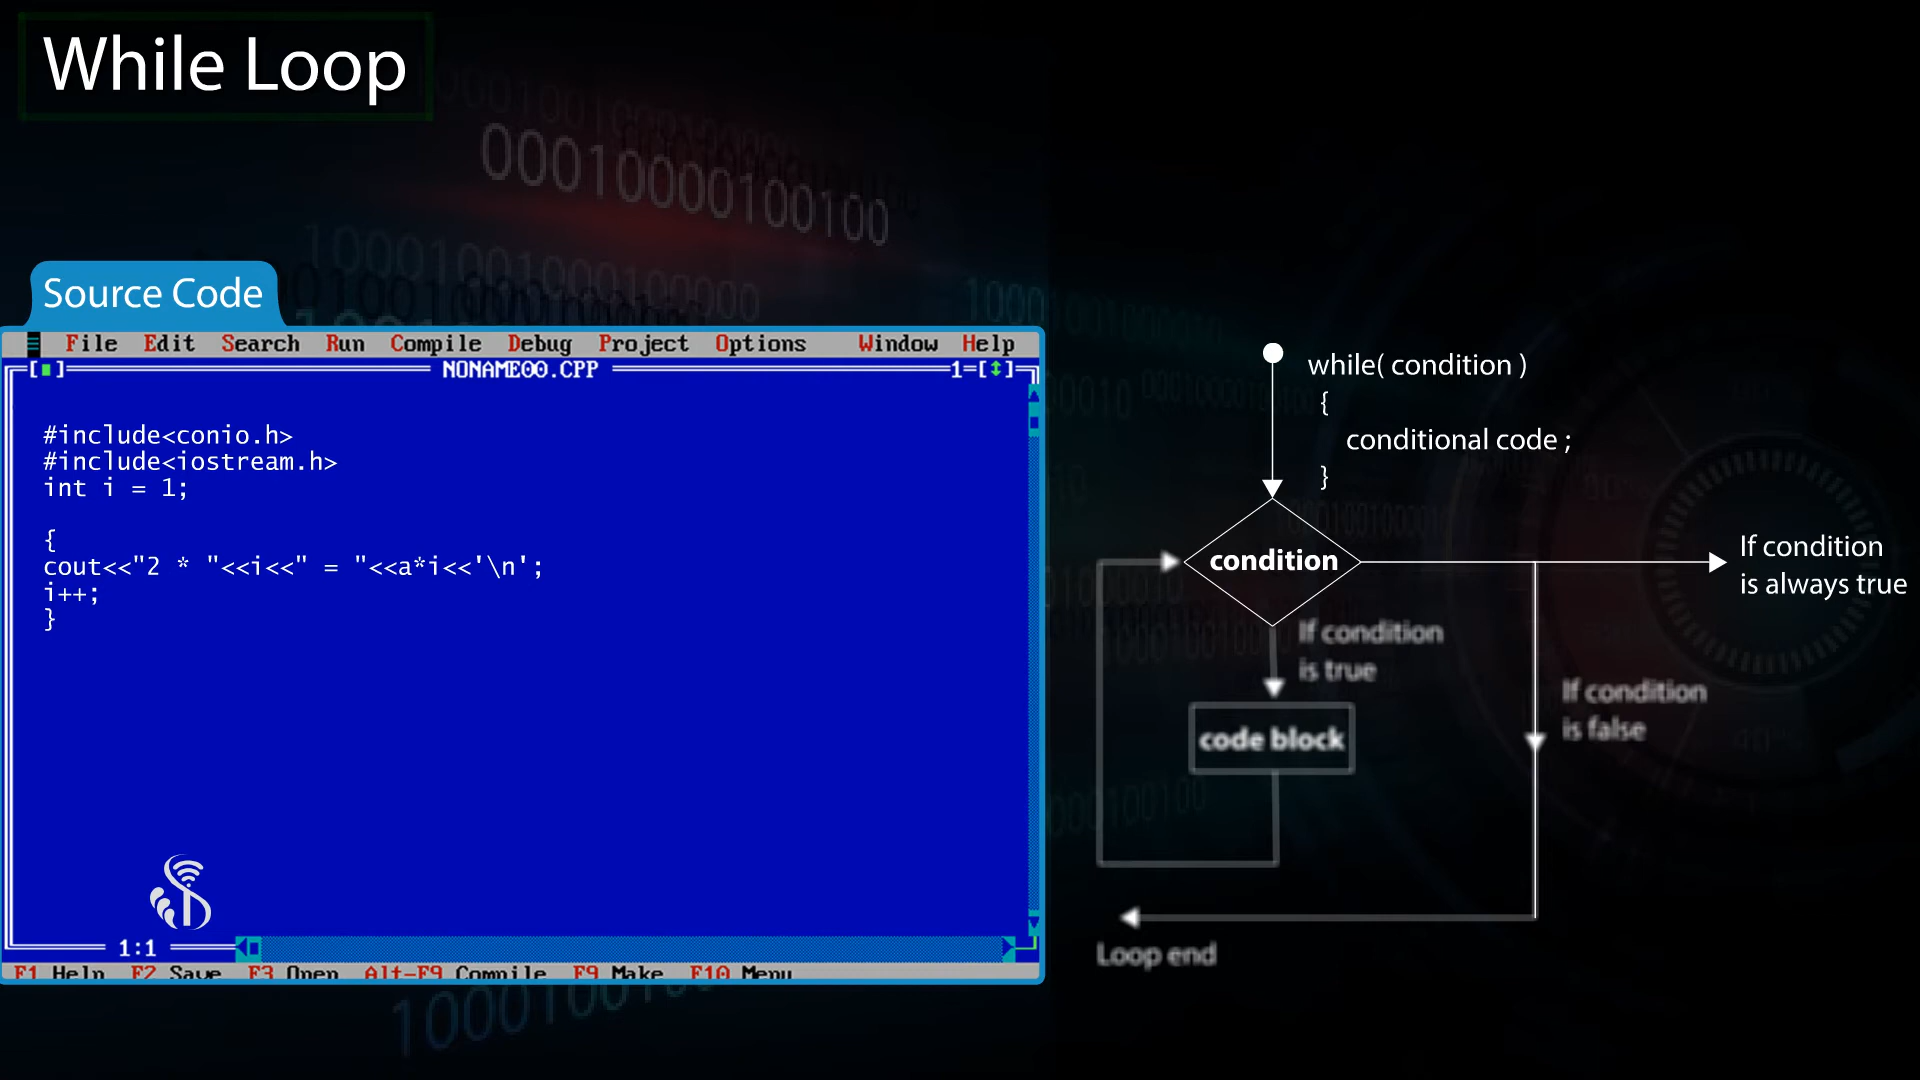 While Loop
00010000100100
Source Code
File Edit Search Run Compile Debug Project Options Window Help
NONAME00.CPP
1
#include<conio.h>
#include<iostream.h>
int i = 1;
{
cout<<"2 * "<<i<<" = "<<a*i<<'\n';
i++;
}
1:1
F1 Help F2 Save F3 Open Alt-F9 Compile F9 Make F10 Menu
while( condition )
{
conditional code ;
}
condition
If condition
is always true
If condition
is true
If condition
is false
code block
Loop end